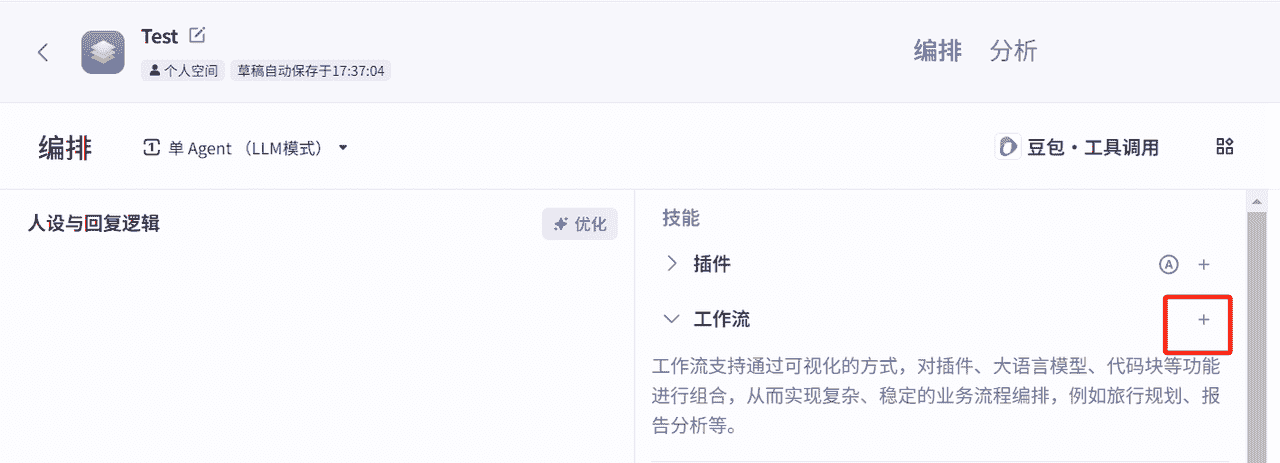 Test
编排 分析
个人空间 草稿自动保存于17:37:04
编排 单 Agent （LLM模式） 豆包・工具调用
人设与回复逻辑 优化 技能
插件 A +
工作流 +
工作流支持通过可视化的方式，对插件、大语言模型、代码块等功能
进行组合，从而实现复杂、稳定的业务流程编排，例如旅行规划、报
告分析等。